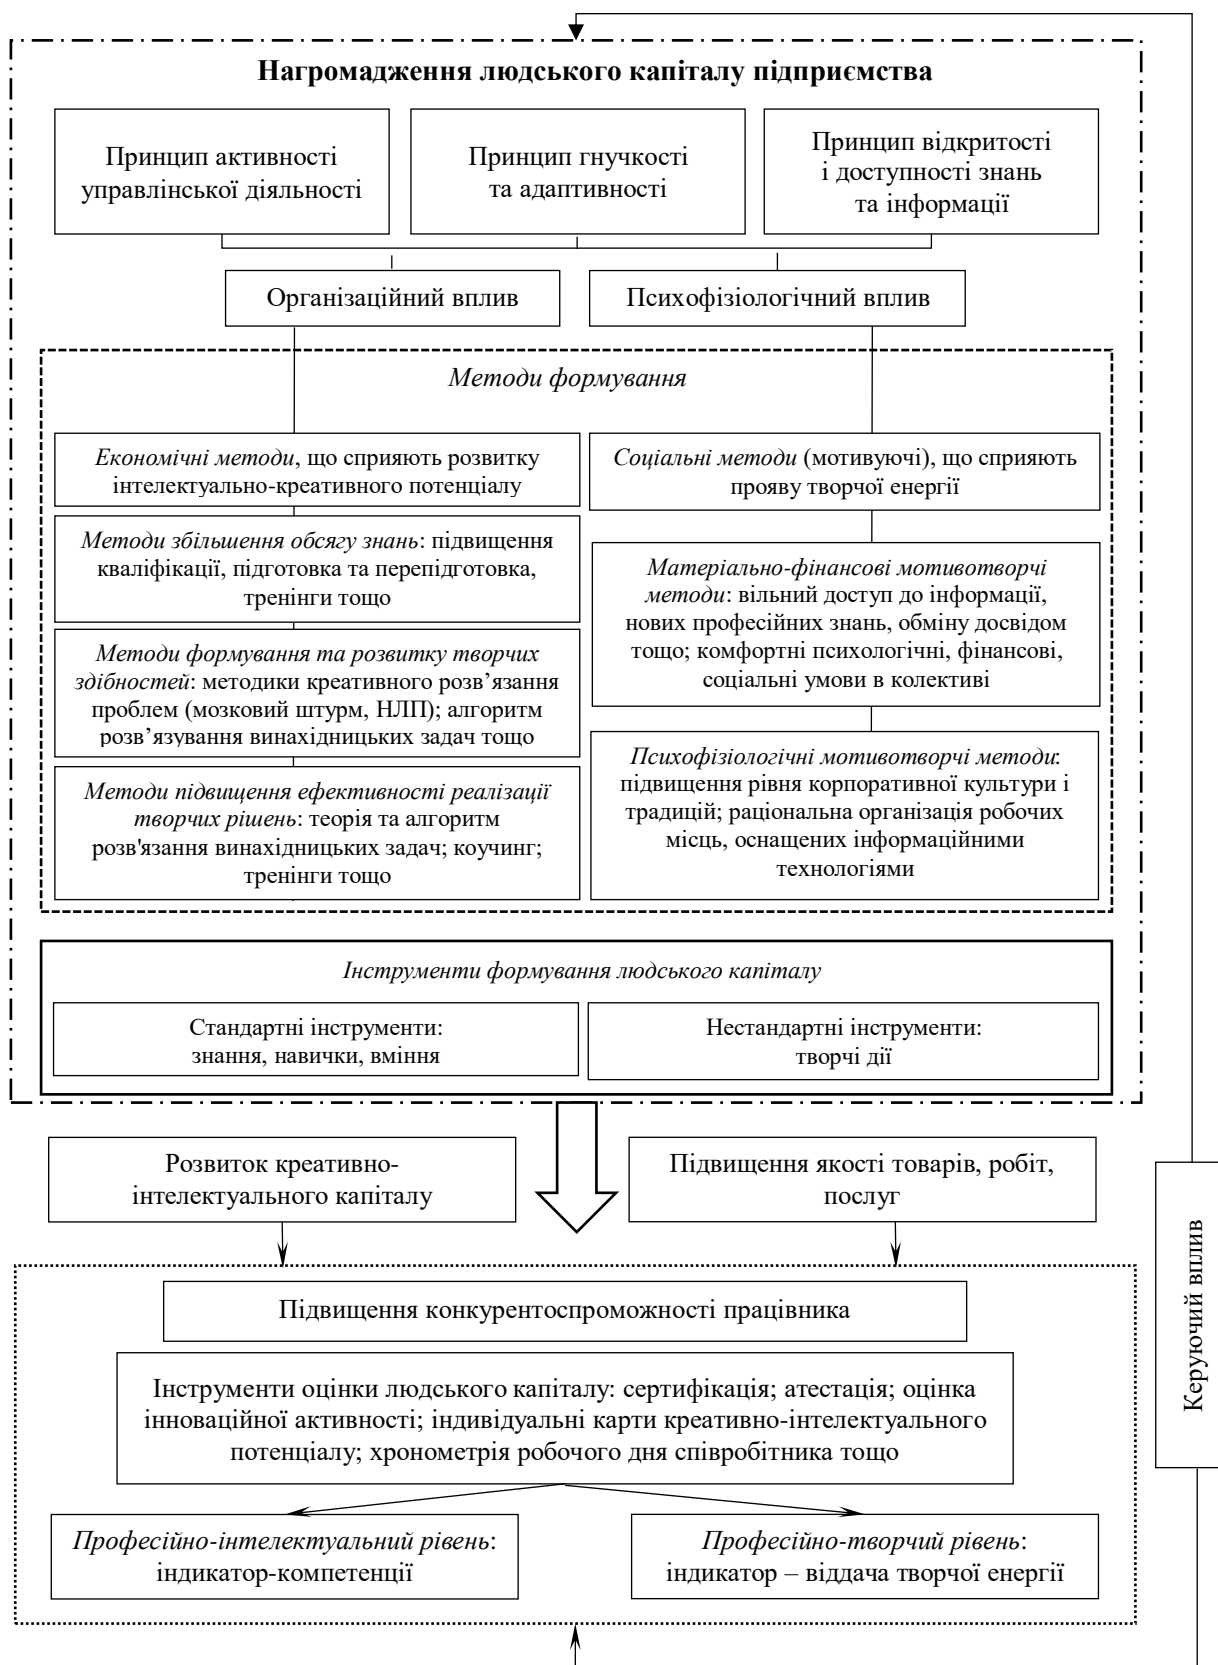 Нагромадження людського капіталу підприємства
Принцип активності
управлінської діяльності
Принцип гнучкості
та адаптивності
Принцип відкритості
і доступності знань
та інформації
Організаційний вплив
Психофізіологічний вплив
Методи формування
Економічні методи, що сприяють розвитку
інтелектуально-креативного потенціалу
Методи збільшення обсягу знань: підвищення
кваліфікації, підготовка та перепідготовка,
тренінги тощо
Методи формування та розвитку творчих
здібностей: методики креативного розв’язання
проблем (мозковий штурм, НЛП); алгоритм
розв’язування винахідницьких задач тощо
Методи підвищення ефективності реалізації
творчих рішень: теорія та алгоритм
розв'язання винахідницьких задач; коучинг;
тренінги тощо
Соціальні методи (мотивуючі), що сприяють
прояву творчої енергії
Матеріально-фінансові мотивотворчі
методи: вільний доступ до інформації,
нових професійних знань, обміну досвідом
тощо; комфортні психологічні, фінансові,
соціальні умови в колективі
Психофізіологічні мотивотворчі методи:
підвищення рівня корпоративної культури і
традицій; раціональна організація робочих
місць, оснащених інформаційними
технологіями
Інструменти формування людського капіталу
Стандартні інструменти:
знання, навички, вміння
Нестандартні інструменти:
творчі дії
Розвиток креативно-
інтелектуального капіталу
Підвищення якості товарів, робіт,
послуг
Керуючий вплив
Підвищення конкурентоспроможності працівника
Інструменти оцінки людського капіталу: сертифікація; атестація; оцінка
інноваційної активності; індивідуальні карти креативно-інтелектуального
потенціалу; хронометрія робочого дня співробітника тощо
Професійно-інтелектуальний рівень:
індикатор-компетенції
Професійно-творчий рівень:
індикатор – віддача творчої енергії